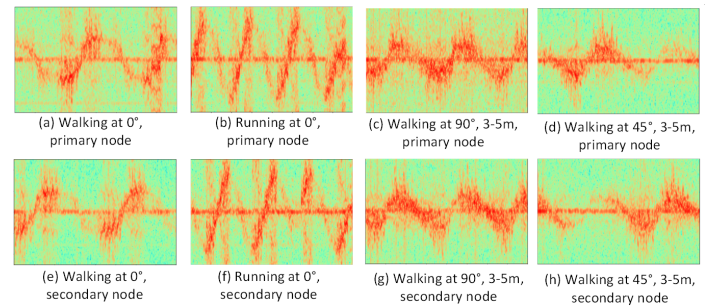 (a) Walking at 0°,
primary node
(b) Running at 0°,
primary node
(c) Walking at 90°, 3-5m,
primary node
(d) Walking at 45°, 3-5m,
primary node
(e) Walking at 0°,
secondary node
(f) Running at 0°,
secondary node
(g) Walking at 90°, 3-5m,
secondary node
(h) Walking at 45°, 3-5m,
secondary node